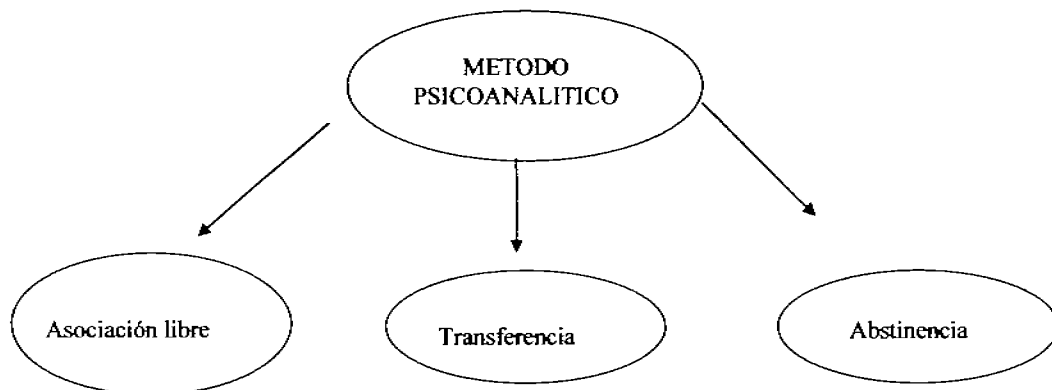 METODO
PSICOANALITICO
Asociación libre
Transferencia
Abstinencia